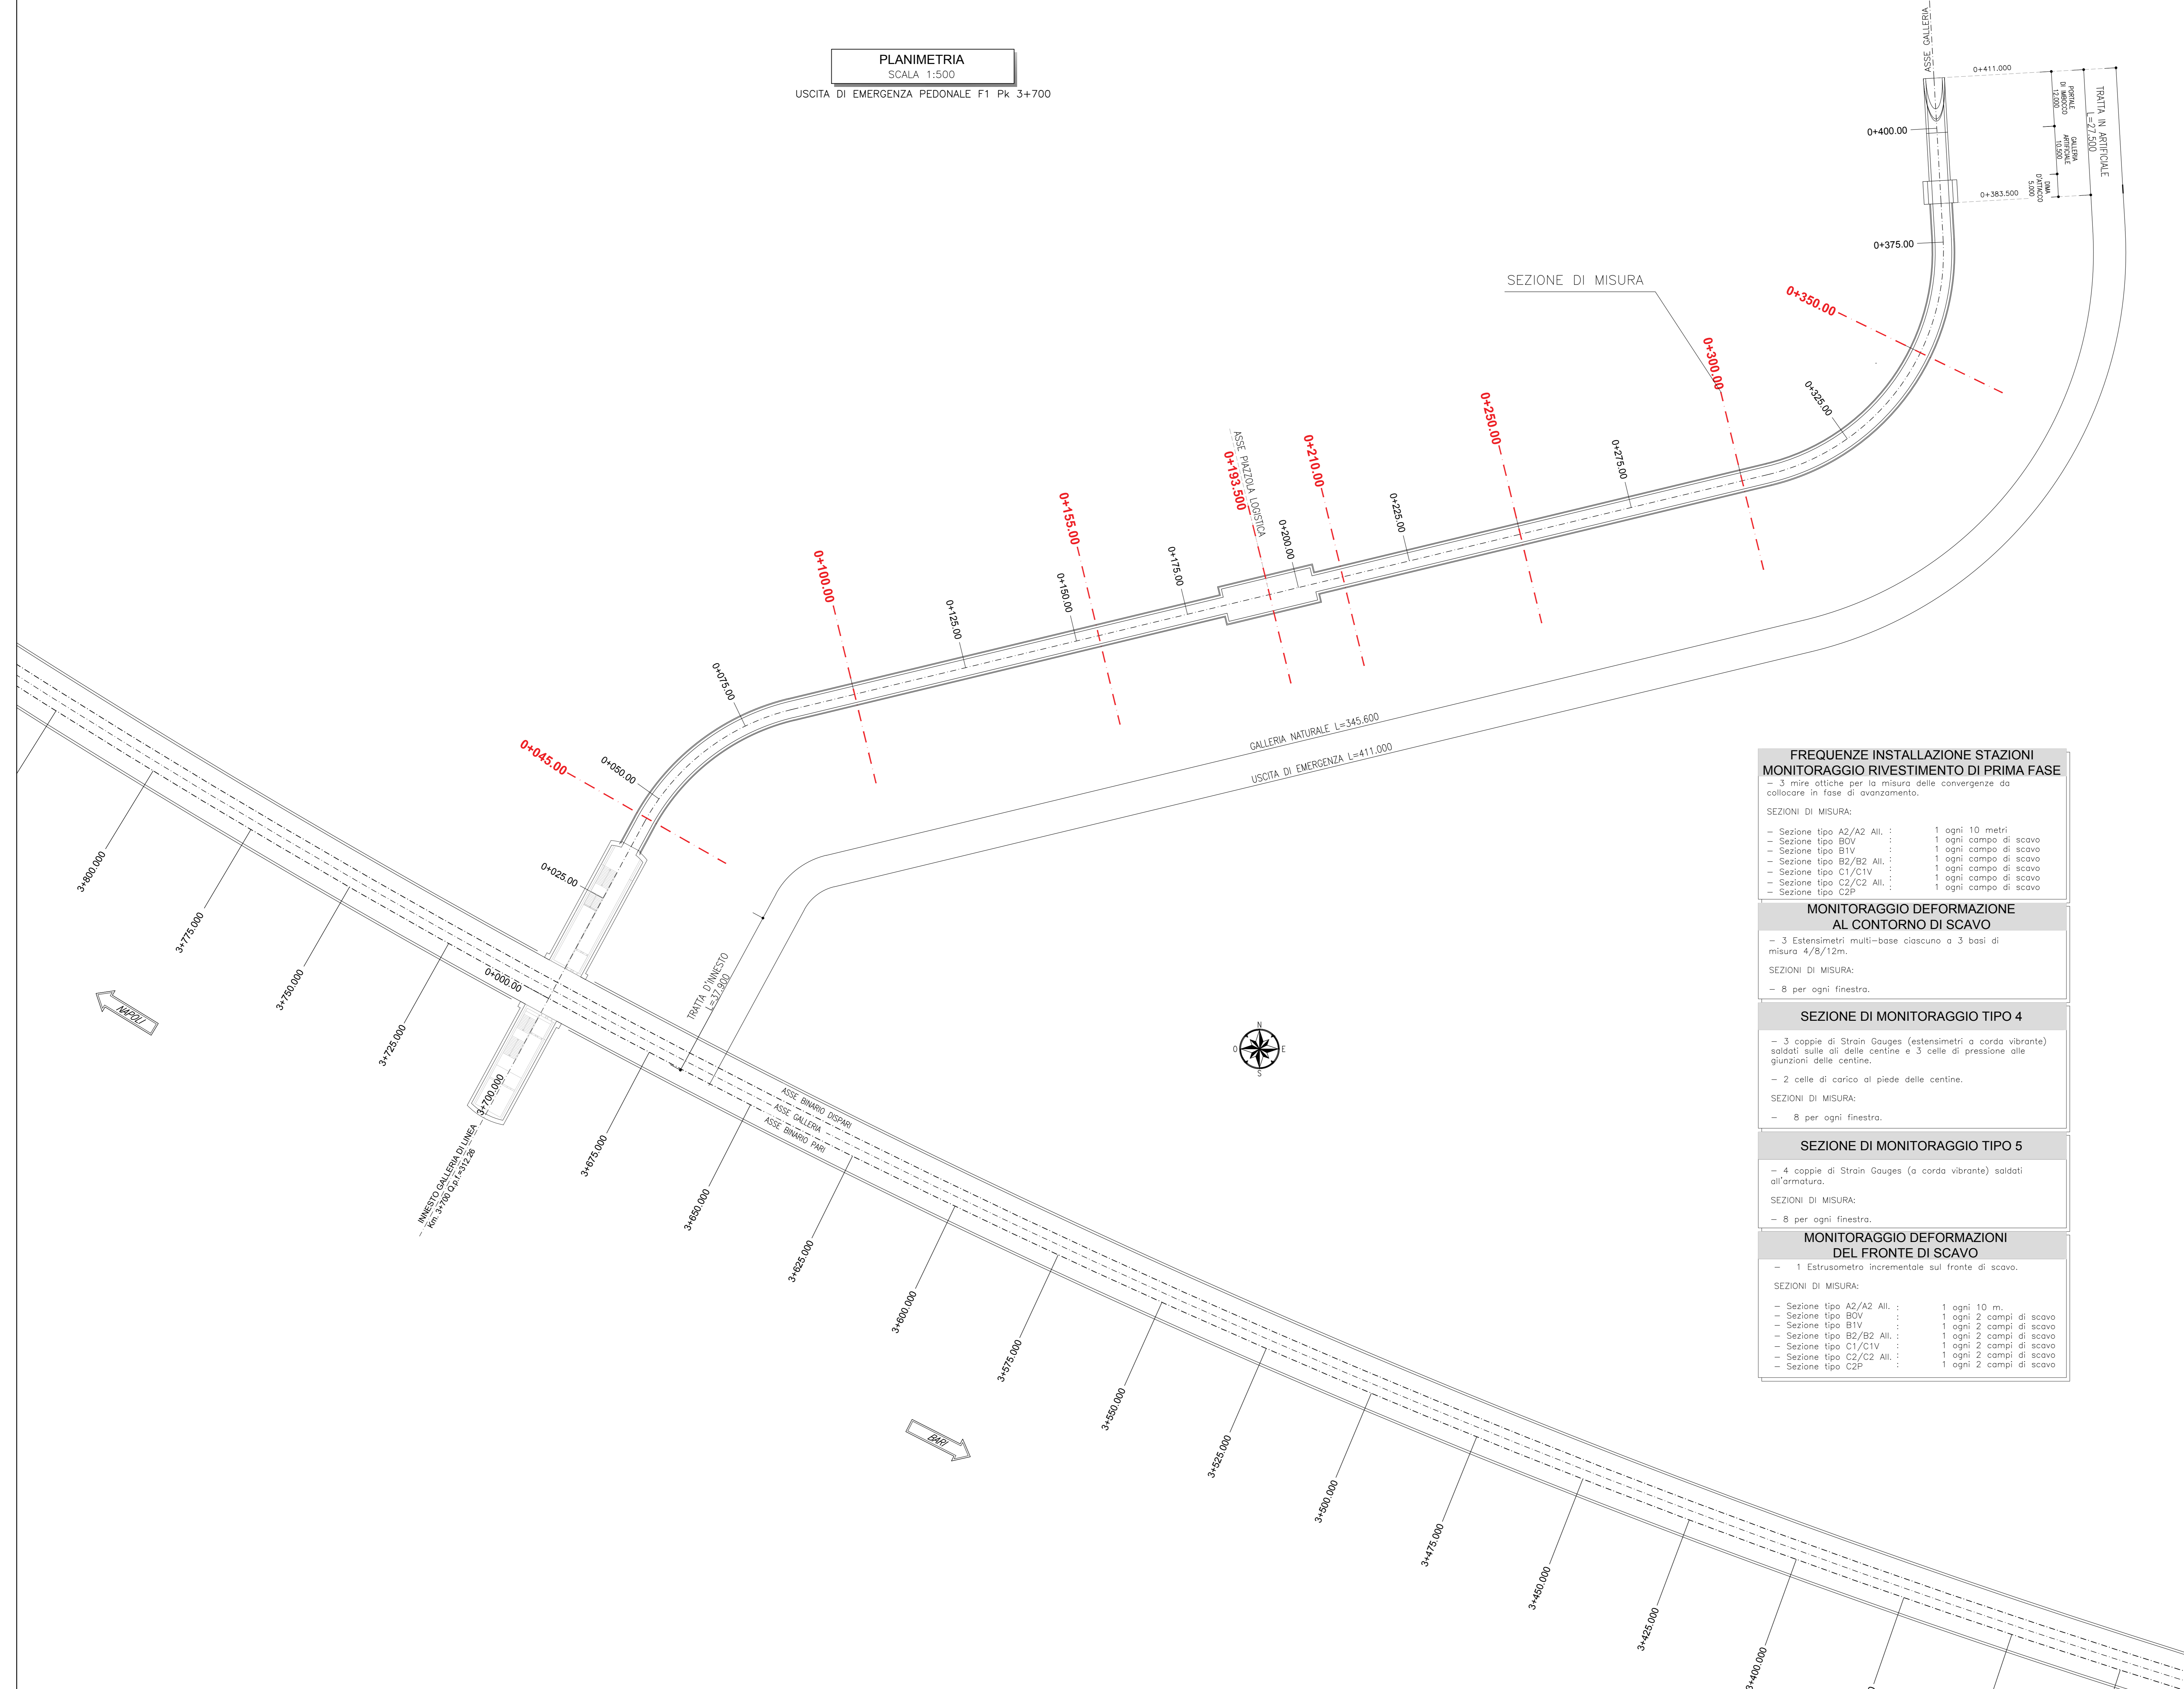 PLANIMETRIA
SCALA 1:500
USCITA DI EMERGENZA PEDONALE F1 Pk 3+700
ASSE GALLERIA
0+411.000
PORTALE
DI IMBOCCO
12.000
GALLERIA
ARTIFICIALE
10.500
DIMA
D'ATTACCO
5.000
TRATTA IN ARTIFICIALE
L=27.500
0+400.00
0+383.500
0+375.00
SEZIONE DI MISURA
0+350.00
0+325.00
0+300.00
0+275.00
0+250.00
0+225.00
0+210.00
0+200.00
ASSE PIAZZOLA LOGISTICA
0+193.500
0+175.00
0+155.00
0+150.00
0+125.00
0+100.00
0+075.00
0+050.00
0+045.00
0+025.00
0+000.00
GALLERIA NATURALE L=345.600
USCITA DI EMERGENZA L=411.000
TRATTA D'INNESTO
L=37.900
NAPOLI
BARI
N
O
E
S
ASSE BINARIO DISPARI
ASSE GALLERIA
ASSE BINARIO PARI
INNESTO GALLERIA DI LINEA
Km. 3+700 Q.p.f.=312.26
3+800.000
3+775.000
3+750.000
3+725.000
3+700.000
3+675.000
3+650.000
3+625.000
3+600.000
3+575.000
3+550.000
3+525.000
3+500.000
3+475.000
3+450.000
3+425.000
3+400.000
FREQUENZE INSTALLAZIONE STAZIONI
MONITORAGGIO RIVESTIMENTO DI PRIMA FASE
– 3 mire ottiche per la misura delle convergenze da
collocare in fase di avanzamento.
SEZIONI DI MISURA:
– Sezione tipo A2/A2 All. : 1 ogni 10 metri
– Sezione tipo B0V : 1 ogni campo di scavo
– Sezione tipo B1V : 1 ogni campo di scavo
– Sezione tipo B2/B2 All. : 1 ogni campo di scavo
– Sezione tipo C1/C1V : 1 ogni campo di scavo
– Sezione tipo C2/C2 All. : 1 ogni campo di scavo
– Sezione tipo C2P : 1 ogni campo di scavo
MONITORAGGIO DEFORMAZIONE
AL CONTORNO DI SCAVO
– 3 Estensimetri multi–base ciascuno a 3 basi di
misura 4/8/12m.
SEZIONI DI MISURA:
– 8 per ogni finestra.
SEZIONE DI MONITORAGGIO TIPO 4
– 3 coppie di Strain Gauges (estensimetri a corda vibrante)
saldati sulle ali delle centine e 3 celle di pressione alle
giunzioni delle centine.
– 2 celle di carico al piede delle centine.
SEZIONI DI MISURA:
– 8 per ogni finestra.
SEZIONE DI MONITORAGGIO TIPO 5
– 4 coppie di Strain Gauges (a corda vibrante) saldati
all'armatura.
SEZIONI DI MISURA:
– 8 per ogni finestra.
MONITORAGGIO DEFORMAZIONI
DEL FRONTE DI SCAVO
– 1 Estrusometro incrementale sul fronte di scavo.
SEZIONI DI MISURA:
– Sezione tipo A2/A2 All. : 1 ogni 10 m.
– Sezione tipo B0V : 1 ogni 2 campi di scavo
– Sezione tipo B1V : 1 ogni 2 campi di scavo
– Sezione tipo B2/B2 All. : 1 ogni 2 campi di scavo
– Sezione tipo C1/C1V : 1 ogni 2 campi di scavo
– Sezione tipo C2/C2 All. : 1 ogni 2 campi di scavo
– Sezione tipo C2P : 1 ogni 2 campi di scavo